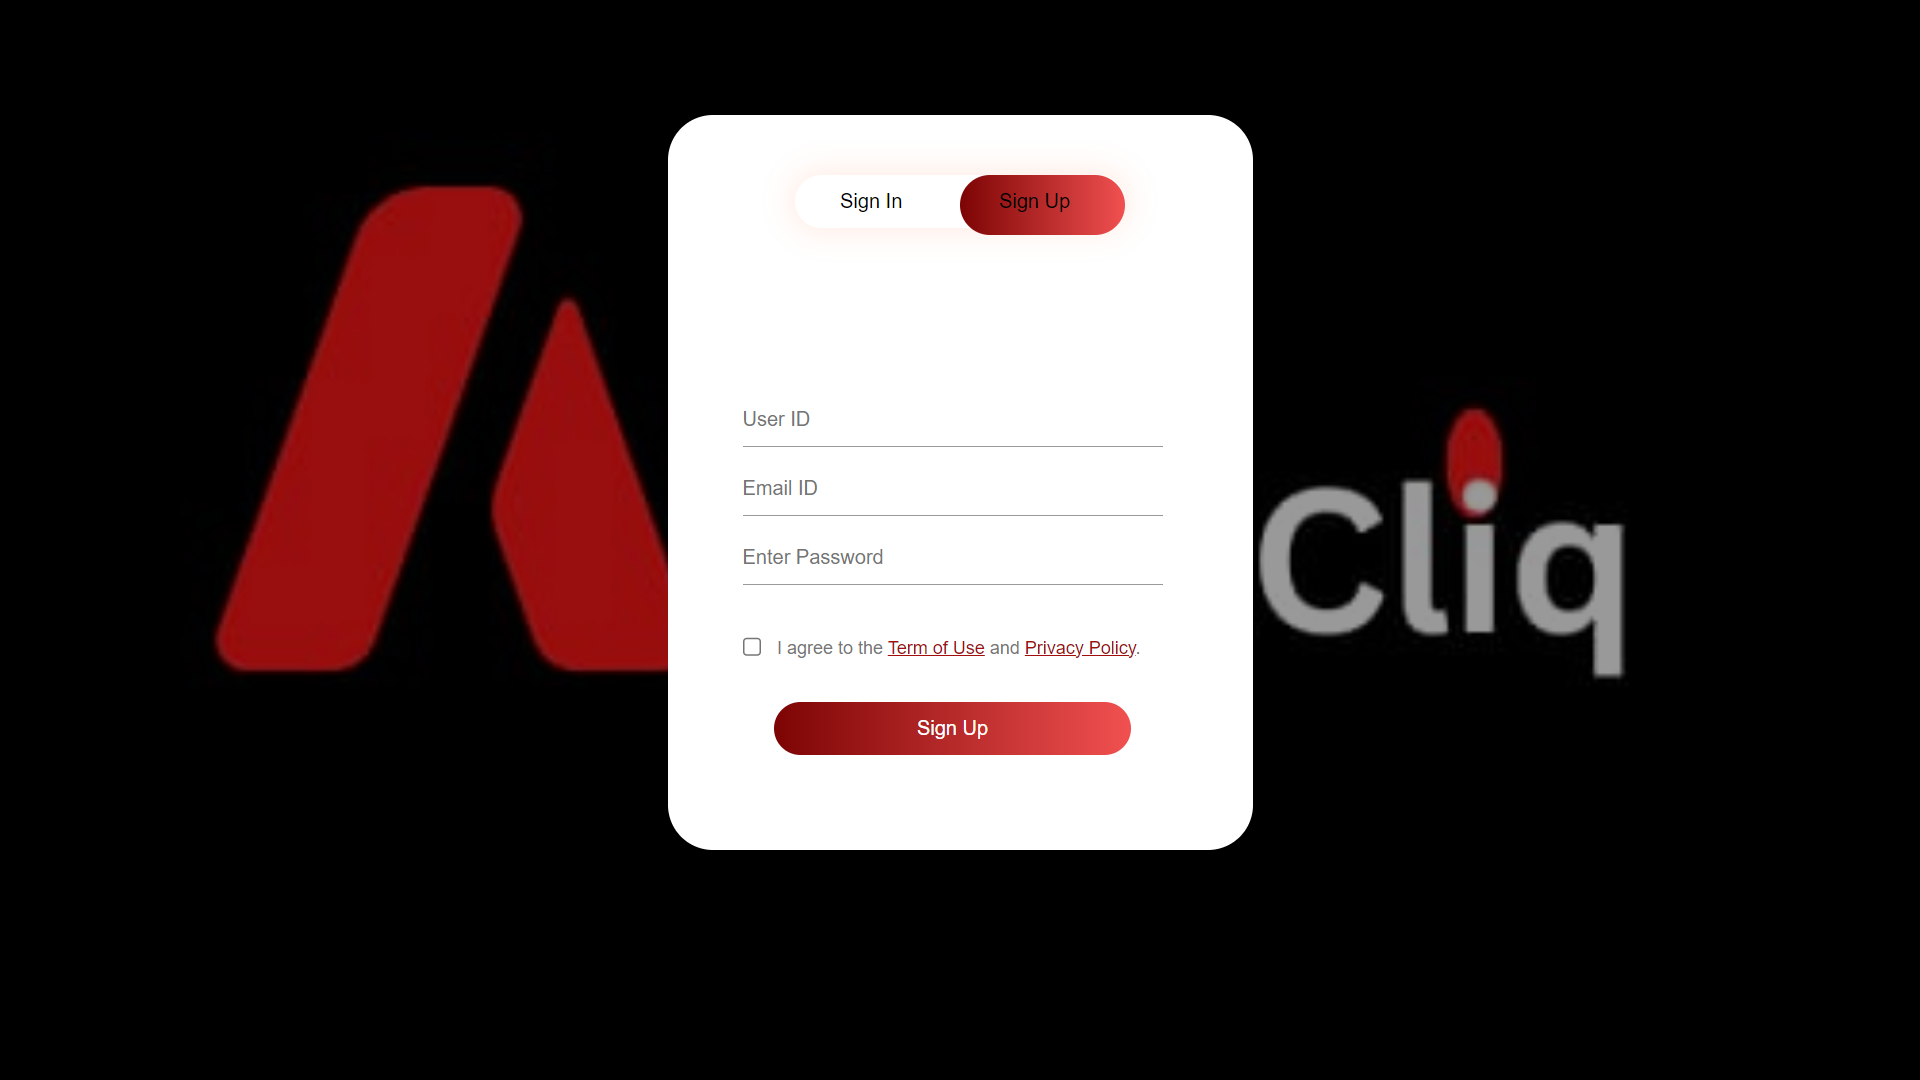 Sign In
Sign Up
User ID
Email ID
Enter Password
I agree to the Term of Use and Privacy Policy.
Sign Up
Cliq